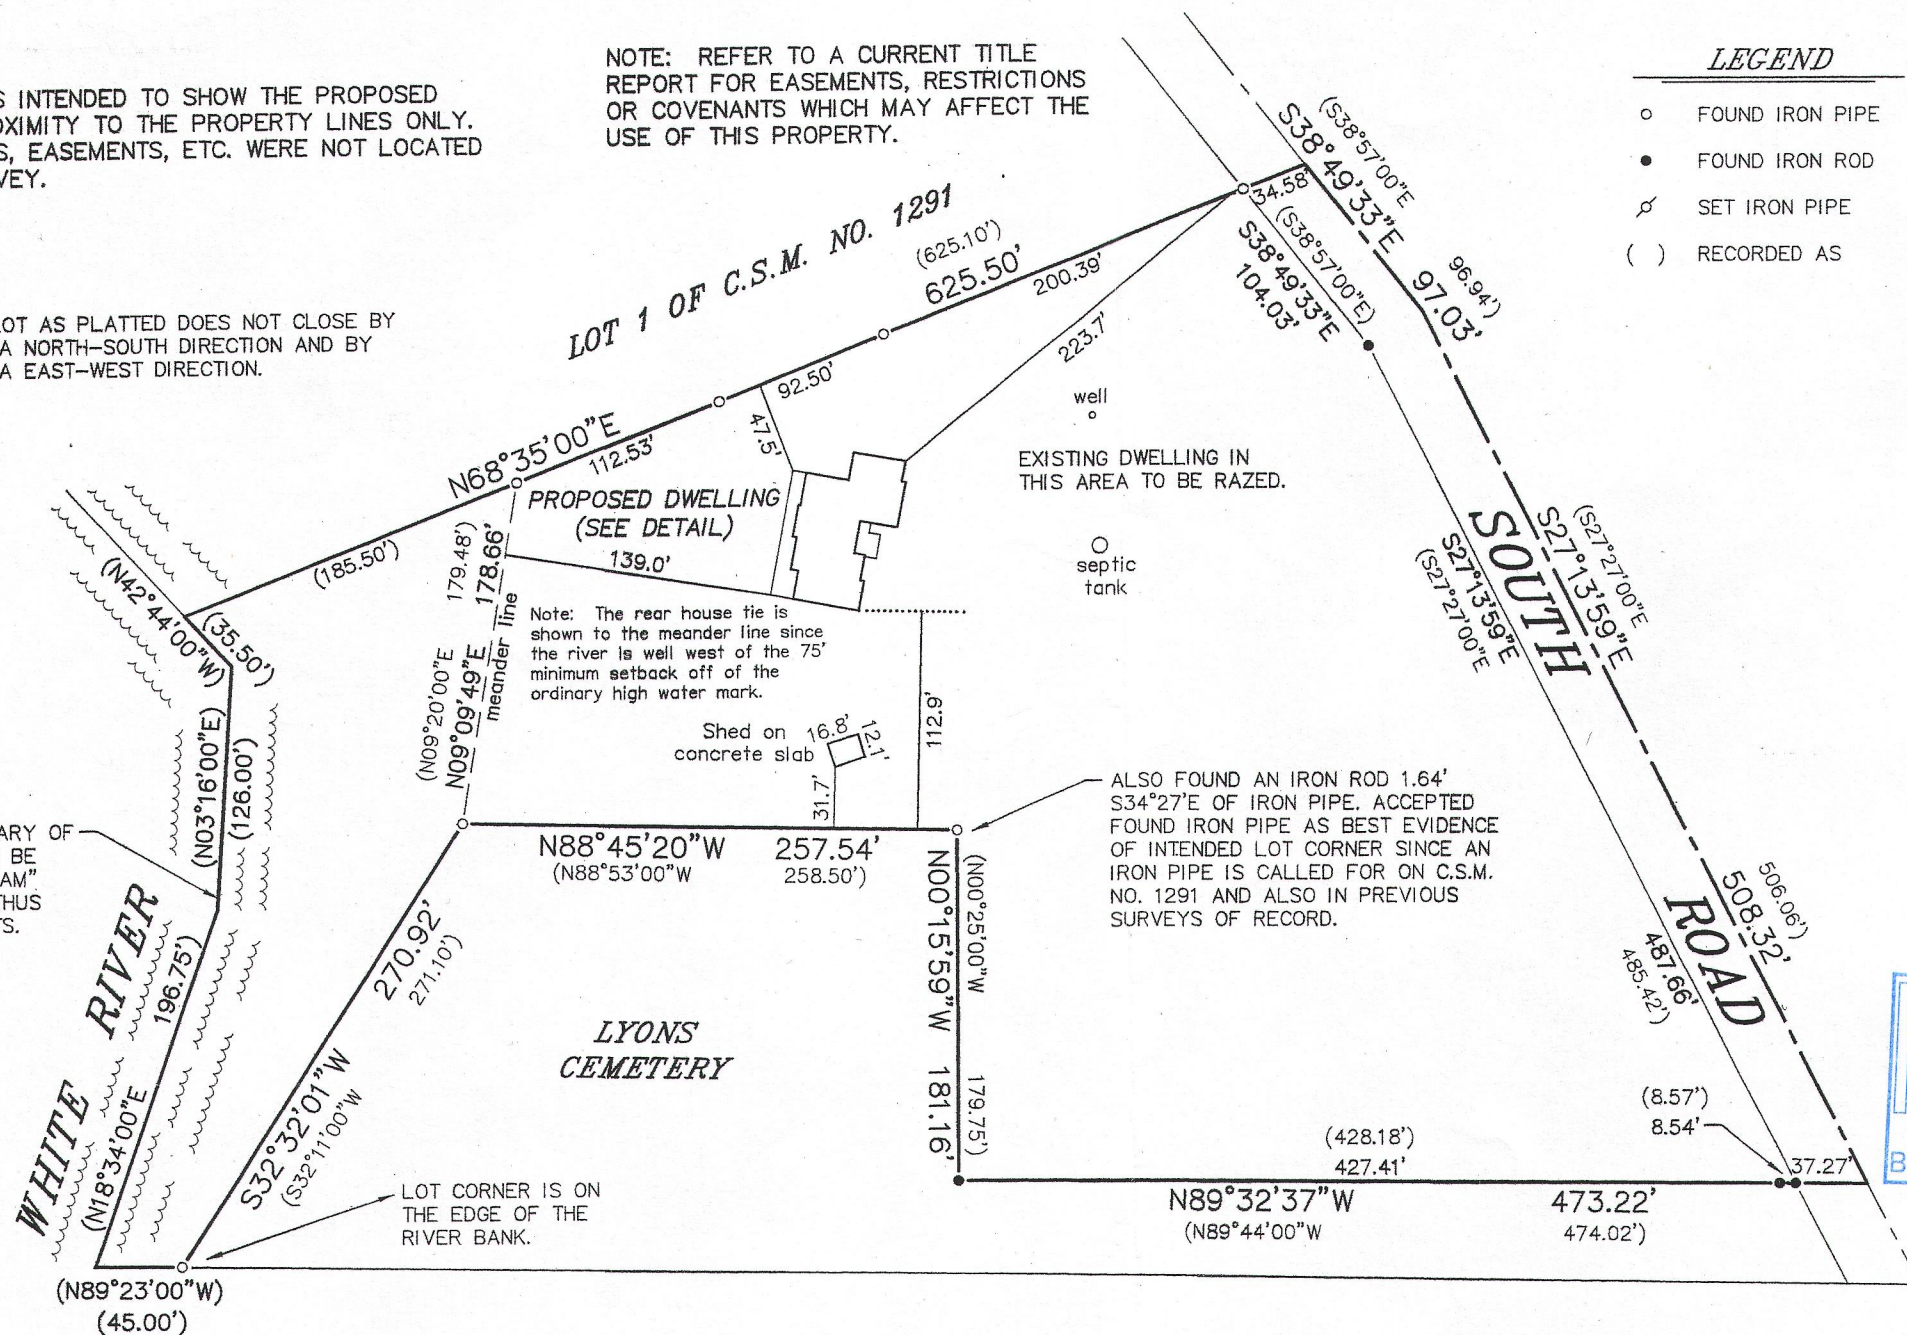 S INTENDED TO SHOW THE PROPOSED
OXIMITY TO THE PROPERTY LINES ONLY.
S, EASEMENTS, ETC. WERE NOT LOCATED
VEY.
NOTE: REFER TO A CURRENT TITLE
REPORT FOR EASEMENTS, RESTRICTIONS
OR COVENANTS WHICH MAY AFFECT THE
USE OF THIS PROPERTY.
LEGEND
FOUND IRON PIPE
FOUND IRON ROD
SET IRON PIPE
( ) RECORDED AS
OT AS PLATTED DOES NOT CLOSE BY
A NORTH-SOUTH DIRECTION AND BY
A EAST-WEST DIRECTION.
LOT 1 OF C.S.M. NO. 1291
(625.10')
625.50'
200.39'
34.58'
(S38°57'00"E
S38°49'33"E
96.94')
97.03'
(S38°57'00"E)
S38°49'33"E
104.03'
223.7'
92.50'
47.5'
N68°35'00"E
112.53'
(185.50')
well
EXISTING DWELLING IN
THIS AREA TO BE RAZED.
septic
tank
PROPOSED DWELLING
(SEE DETAIL)
139.0'
179.48')
178.66'
(N09°20'00"E
N09°09'49"E
meander line
Note: The rear house tie is
shown to the meander line since
the river is well west of the 75'
minimum setback off of the
ordinary high water mark.
Shed on
concrete slab
16.8'
12.1'
31.7'
112.9'
(N42°44'00"W)
(35.50')
(N03°16'00"E)
(126.00')
ARY OF
BE
AM"
THUS
TS.
WHITE RIVER
196.75')
(N18°34'00"E
(N89°23'00"W)
(45.00')
270.92'
271.10')
S32°32'01"W
(S32°11'00"W
LOT CORNER IS ON
THE EDGE OF THE
RIVER BANK.
LYONS
CEMETERY
N88°45'20"W 257.54'
(N88°53'00"W 258.50')
(N00°25'00"W 179.75')
N00°15'59"W 181.16'
ALSO FOUND AN IRON ROD 1.64'
S34°27'E OF IRON PIPE. ACCEPTED
FOUND IRON PIPE AS BEST EVIDENCE
OF INTENDED LOT CORNER SINCE AN
IRON PIPE IS CALLED FOR ON C.S.M.
NO. 1291 AND ALSO IN PREVIOUS
SURVEYS OF RECORD.
SOUTH ROAD
(S27°27'00"E
S27°13'59"E
506.06')
508.32'
S27°13'59"E
(S27°27'00"E
487.66'
485.42')
(8.57')
8.54'
37.27'
(428.18')
427.41'
N89°32'37"W 473.22'
(N89°44'00"W 474.02')
B